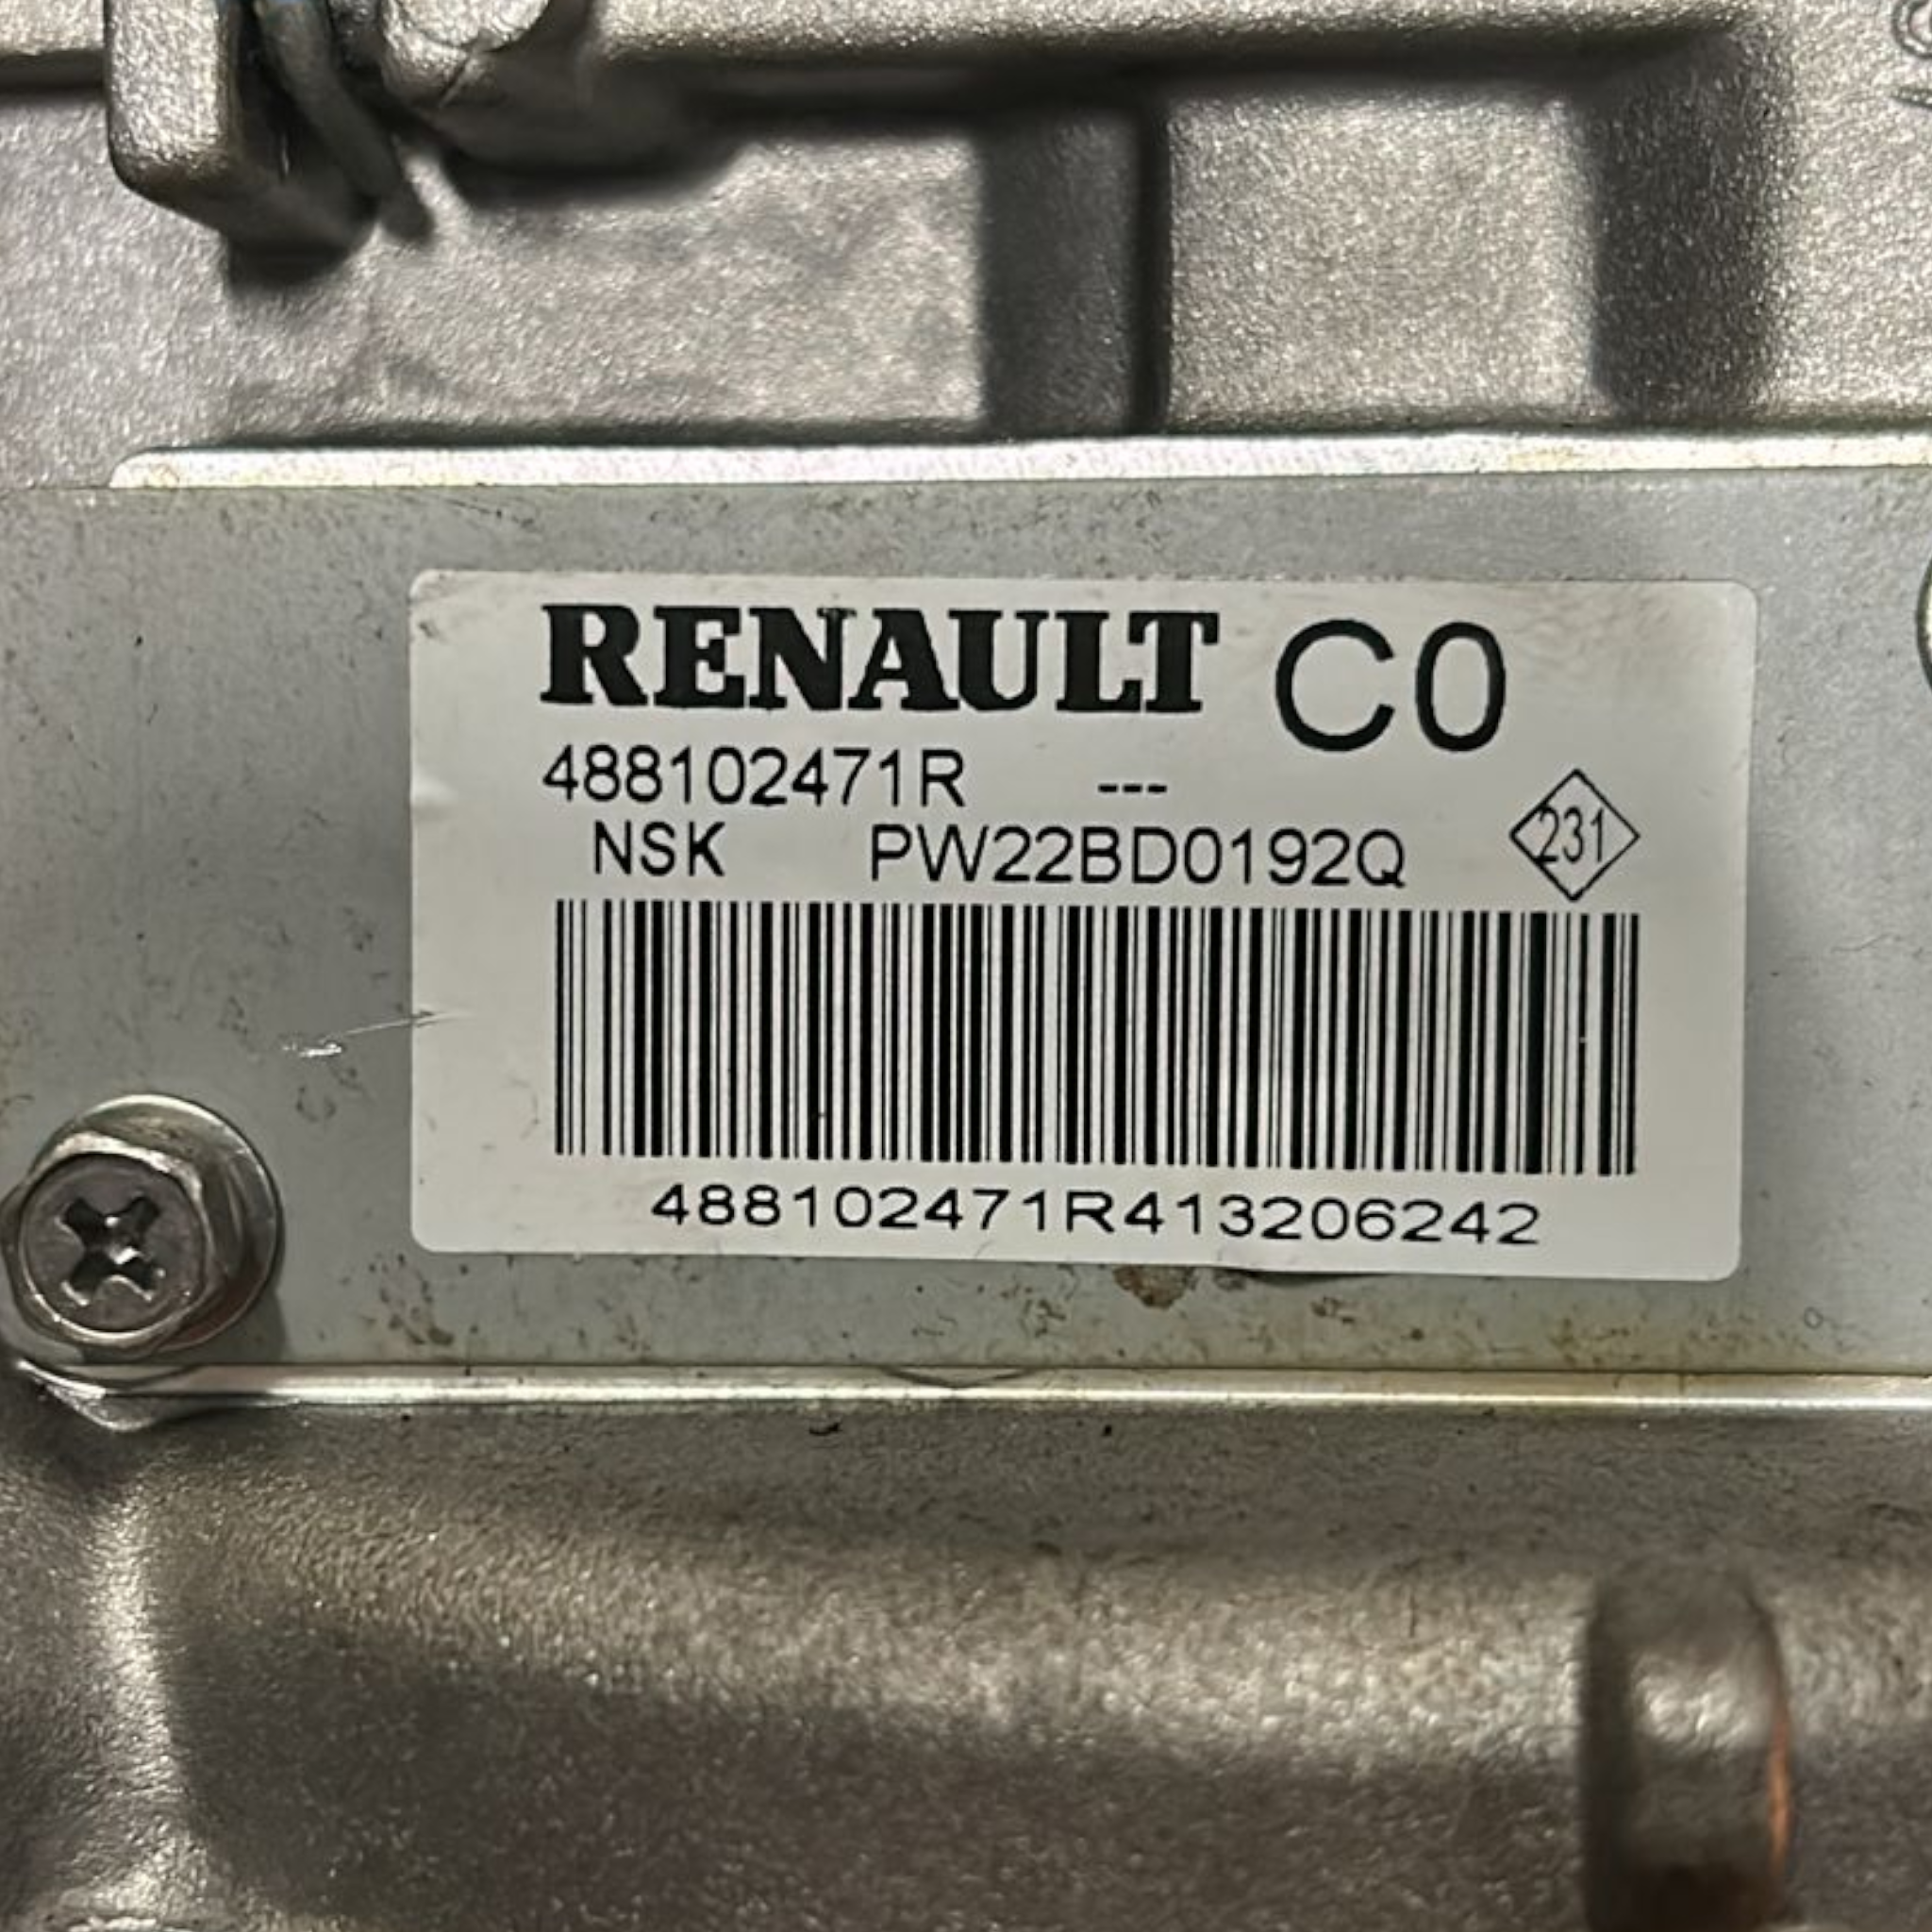 RENAULT C0
488102471R ---
NSK PW22BD0192Q 231
488102471R413206242